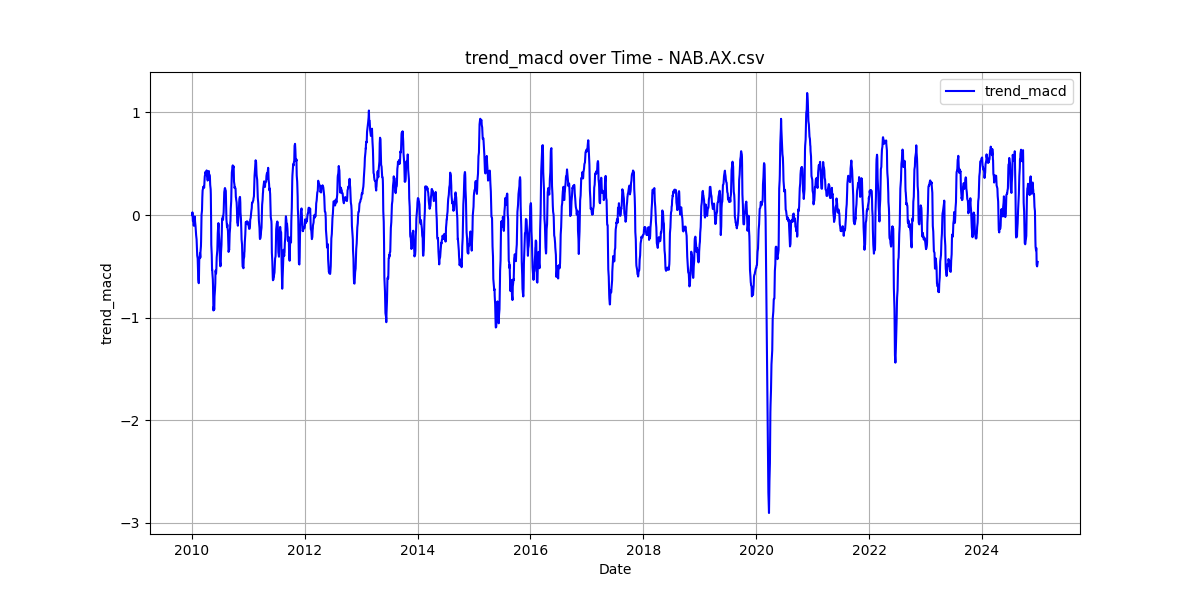 trend_macd over Time - NAB.AX.csv
trend_macd
1
0
−1
−2
−3
trend_macd
2010 2012 2014 2016 2018 2020 2022 2024
Date